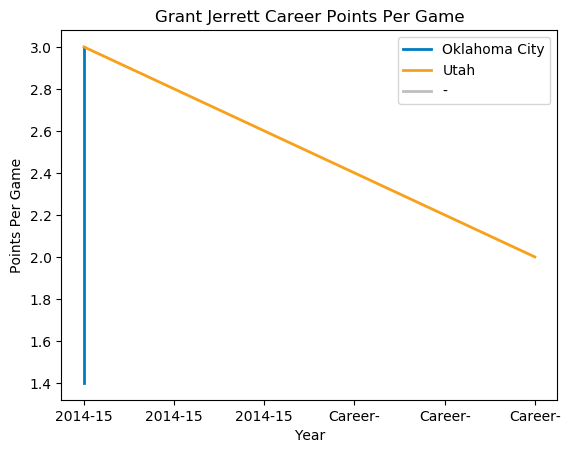 Grant Jerrett Career Points Per Game
Oklahoma City
Utah
-
Points Per Game
3.0
2.8
2.6
2.4
2.2
2.0
1.8
1.6
1.4
2014-15 2014-15 2014-15 Career- Career- Career-
Year